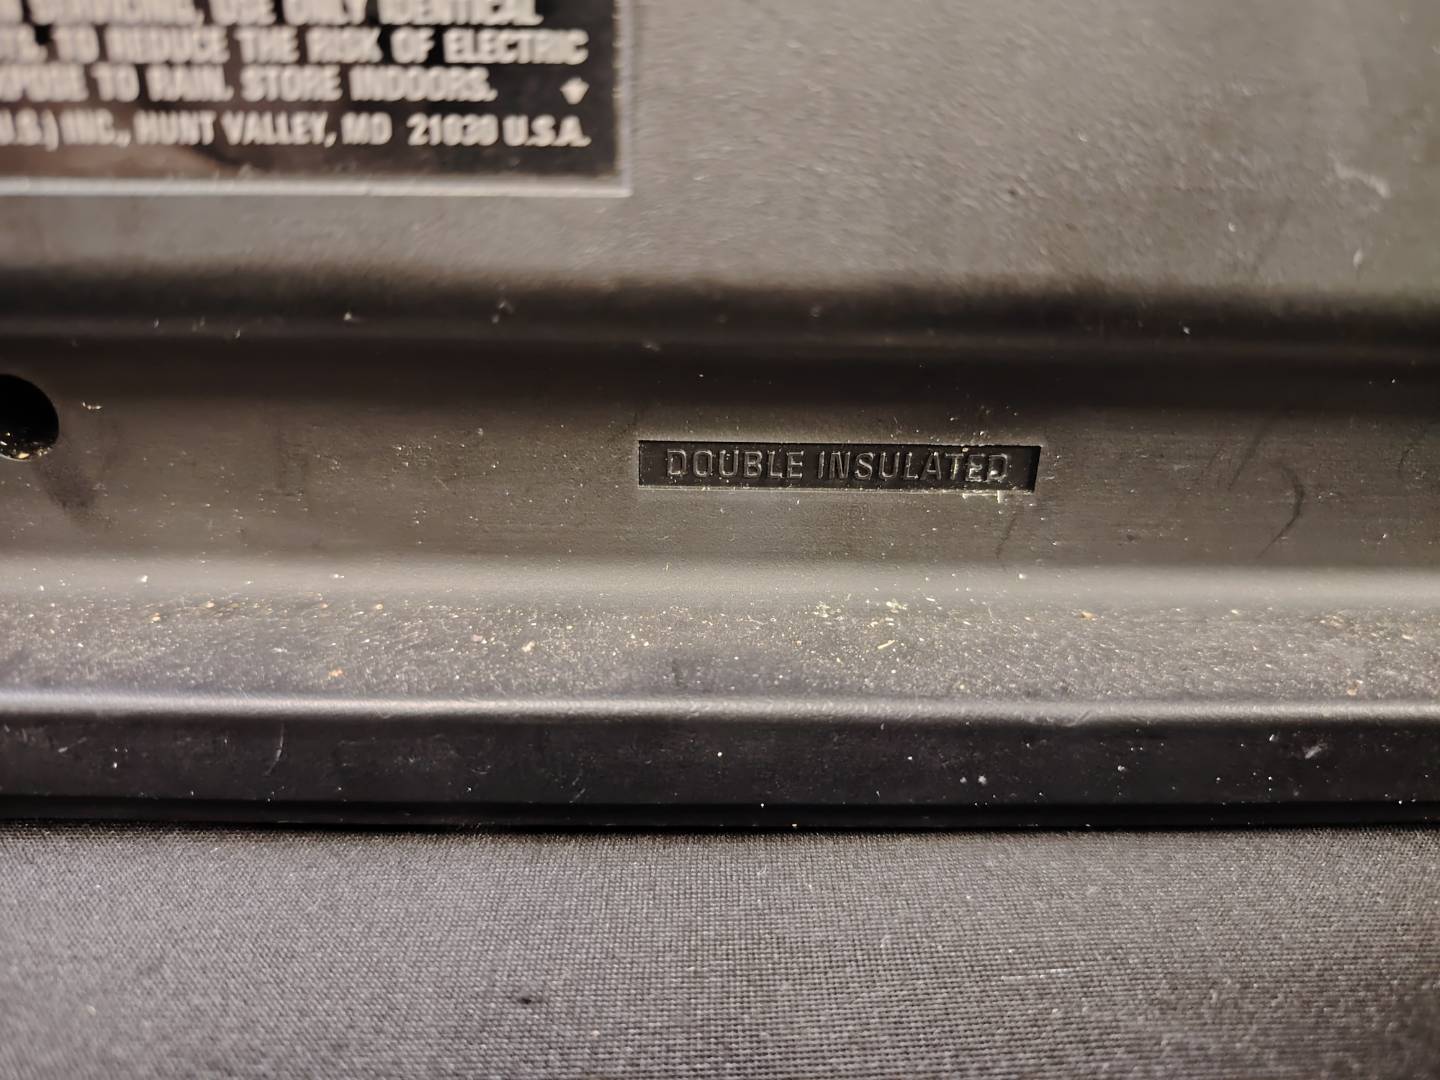 SERVICING, USE ONLY IDENTICAL
TO REDUCE THE RISK OF ELECTRIC
TO RAIN. STORE INDOORS.
U.S.) INC., HUNT VALLEY, MD 21030 U.S.A.
DOUBLE INSULATED